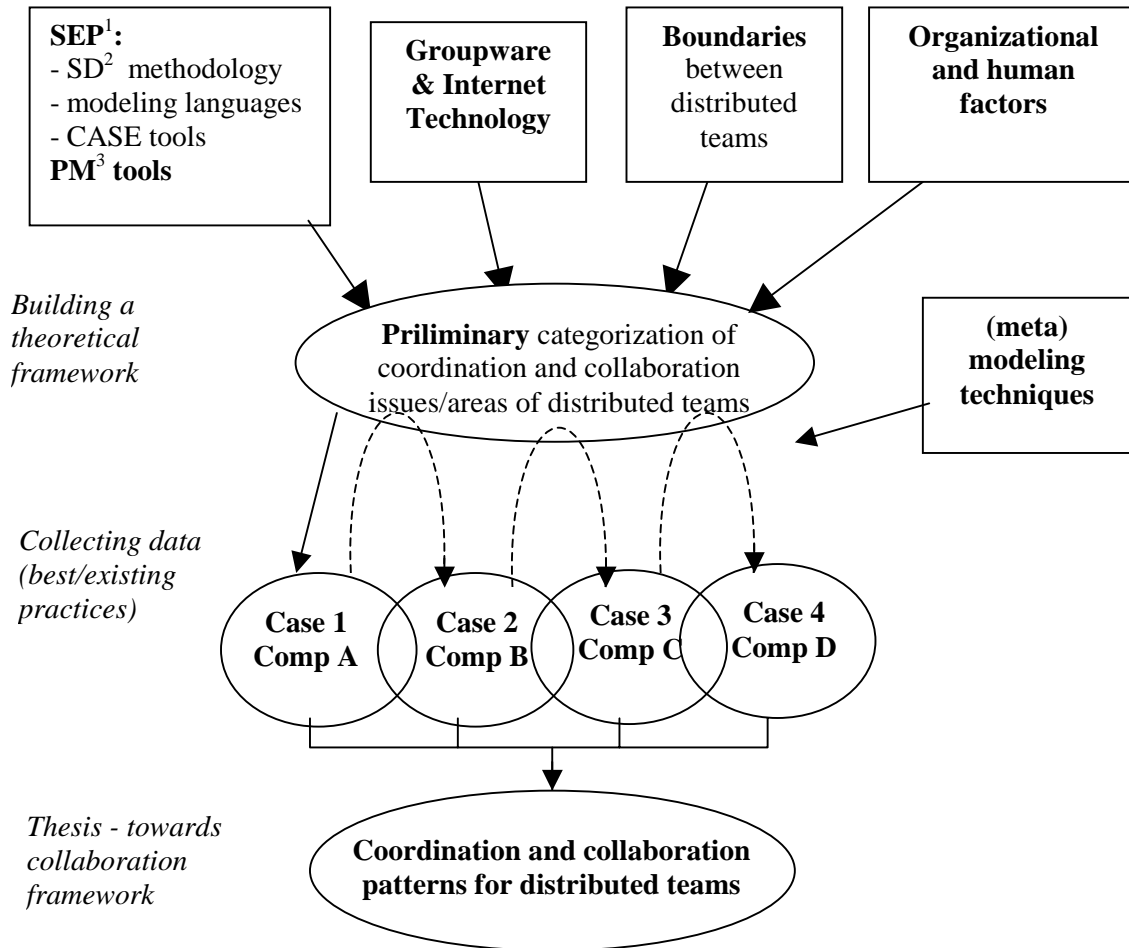 SEP¹:
- SD² methodology
- modeling languages
- CASE tools
PM³ tools
Groupware
& Internet
Technology
Boundaries
between
distributed
teams
Organizational
and human
factors
Building a
theoretical
framework
Priliminary categorization of
coordination and collaboration
issues/areas of distributed teams
(meta)
modeling
techniques
Collecting data
(best/existing
practices)
Case 1
Comp A
Case 2
Comp B
Case 3
Comp C
Case 4
Comp D
Thesis - towards
collaboration
framework
Coordination and collaboration
patterns for distributed teams